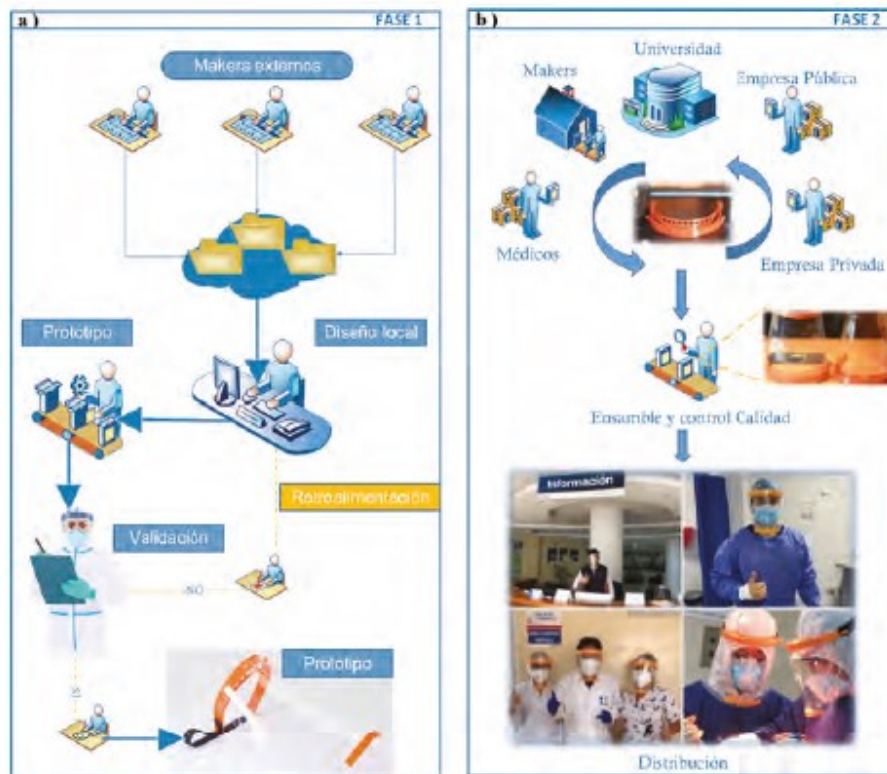 a )
FASE 1
Makers externos
Prototipo
Diseño local
Retroalimentación
Validación
NO
Prototipo
b )
FASE 2
Universidad
Makers
Empresa Pública
Médicos
Empresa Privada
Ensamble y control Calidad
Información
Distribución